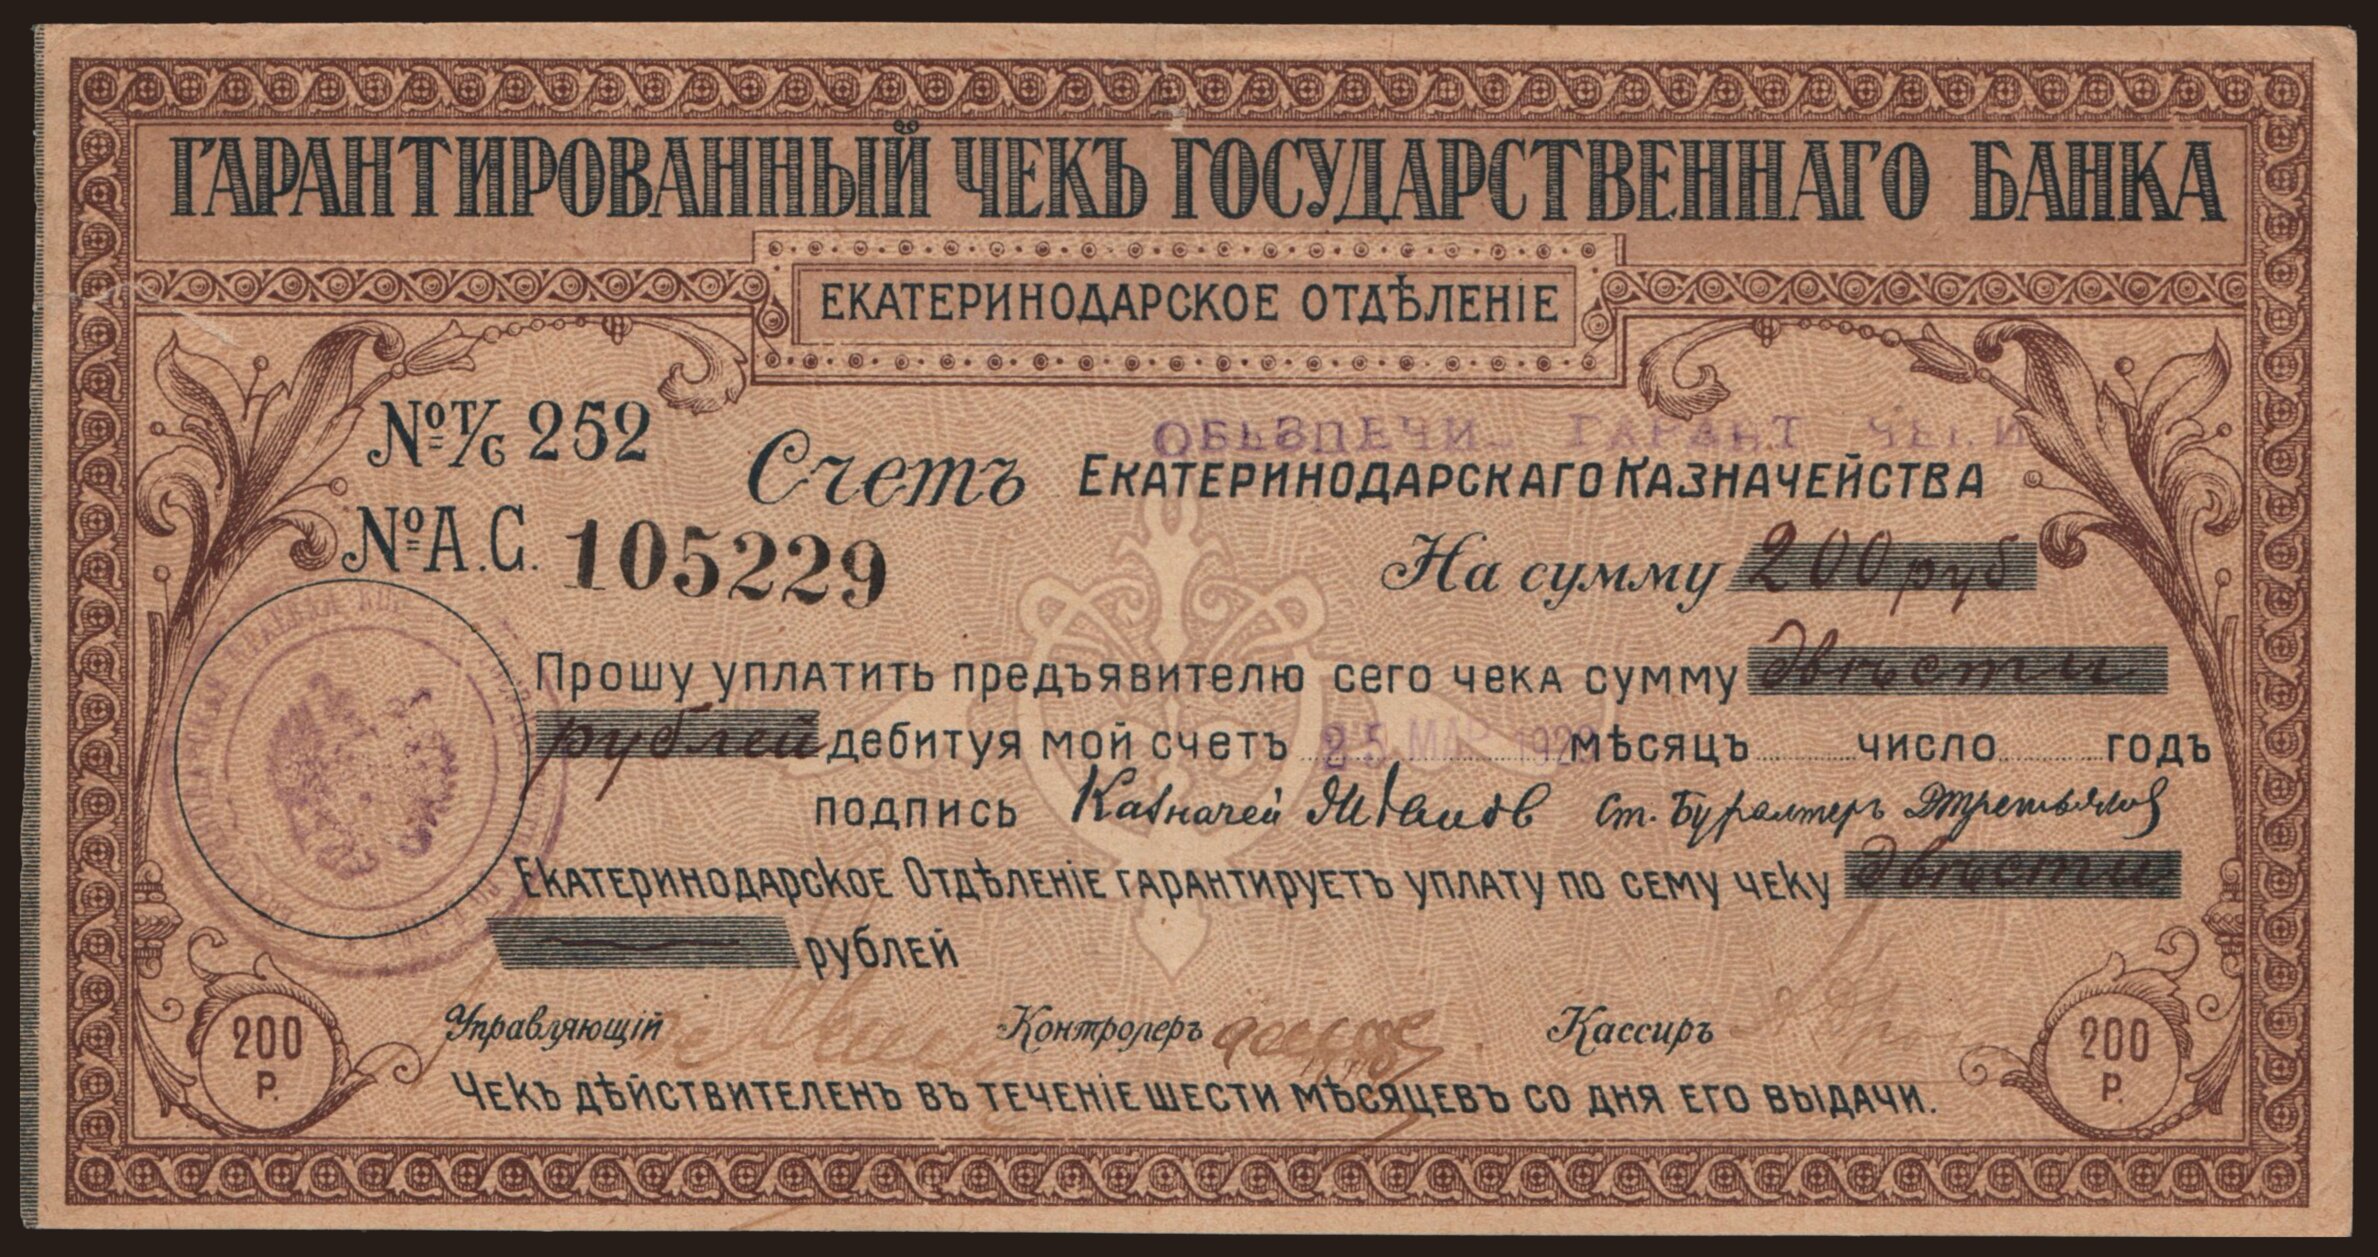 ГАРАНТИРОВАННЫЙ ЧЕКЪ ГОСУДАРСТВЕННАГО БАНКА
ЕКАТЕРИНОДАРСКОЕ ОТДѢЛЕНІЕ
№ Т/С 252
ГАРАНТ
Счетъ ЕКАТЕРИНОДАРСКАГО КАЗНАЧЕЙСТВА
№ А.С. 105229
На сумму 200 руб
Прошу уплатить предъявителю сего чека сумму двѣсти
рублей дебитуя мой счетъ 25 МАР 192 мѣсяцъ число годъ
подпись Казначей Ст. Бухгалтеръ
Екатеринодарское Отдѣленіе гарантируетъ уплату по сему чеку двѣсти
рублей
Управляющій Контролеръ Кассиръ
200 Р.
200 Р.
Чекъ дѣйствителенъ въ теченіе шести мѣсяцевъ со дня его выдачи.